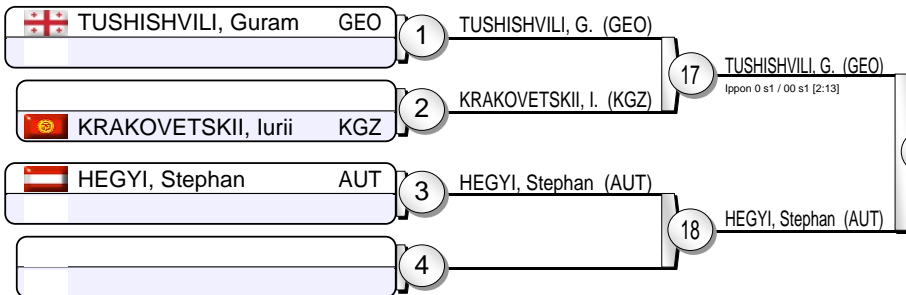 TUSHISHVILI, Guram GEO
1
TUSHISHVILI, G. (GEO)
17
TUSHISHVILI, G. (GEO)
Ippon 0 s1 / 00 s1 [2:13]
2
KRAKOVETSKII, I. (KGZ)
KRAKOVETSKII, Iurii KGZ
HEGYI, Stephan AUT
3
HEGYI, Stephan (AUT)
18
HEGYI, Stephan (AUT)
4